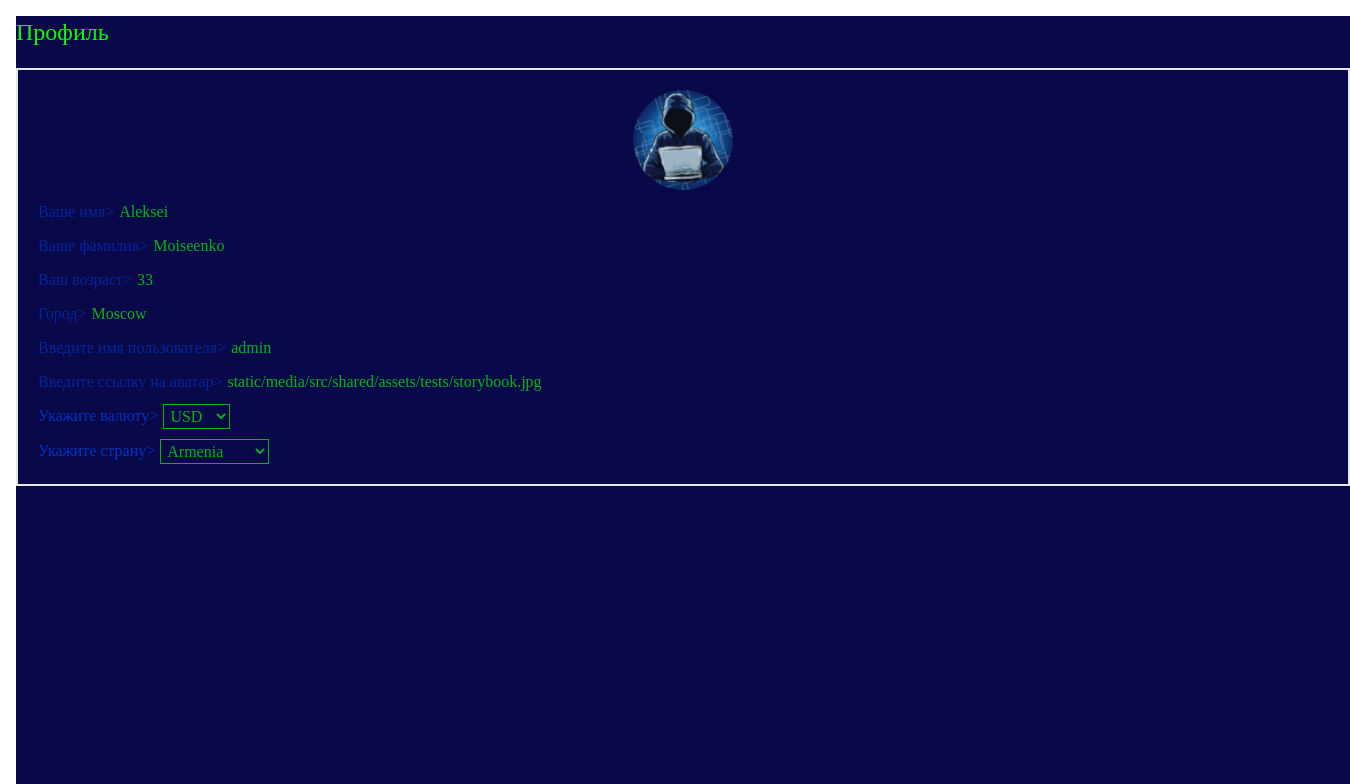 Профиль
Ваше имя> Aleksei
Ваше фамилия> Moiseenko
Ваш возраст> 33
Город> Moscow
Введите имя пользователя> admin
Введите ссылку на аватар> static/media/src/shared/assets/tests/storybook.jpg
Укажите валюту> USD
Укажите страну> Armenia